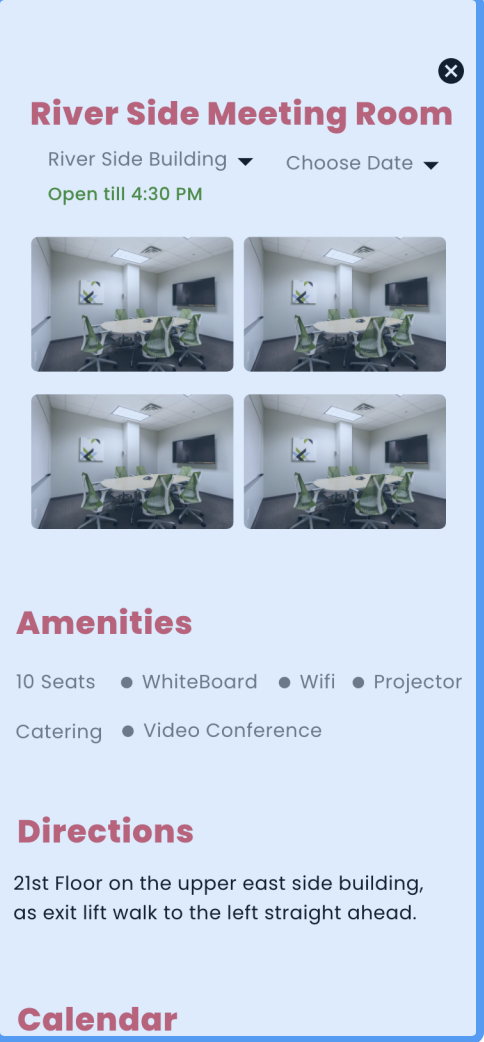 River Side Meeting Room
River Side Building
Choose Date
Open till 4:30 PM
Amenities
10 Seats ● WhiteBoard ● Wifi ● Projector
Catering ● Video Conference
Directions
21st Floor on the upper east side building,
as exit lift walk to the left straight ahead.
Calendar